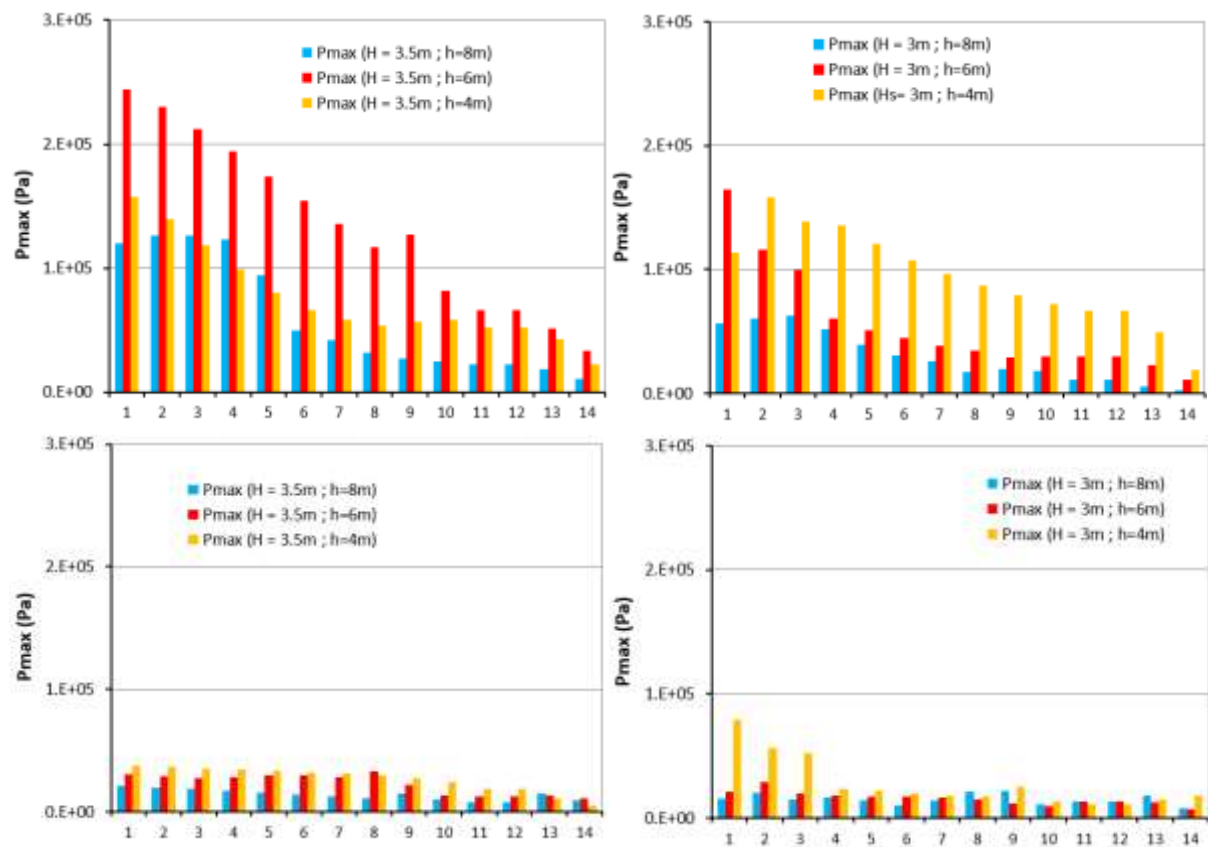 3.E+05
2.E+05
1.E+05
0.E+00
Pmax (Pa)
Pmax (H = 3.5m ; h=8m)
Pmax (H = 3.5m ; h=6m)
Pmax (H = 3.5m ; h=4m)
1 2 3 4 5 6 7 8 9 10 11 12 13 14
3.E+05
2.E+05
1.E+05
0.E+00
Pmax (Pa)
Pmax (H = 3m ; h=8m)
Pmax (H = 3m ; h=6m)
Pmax (Hs= 3m ; h=4m)
1 2 3 4 5 6 7 8 9 10 11 12 13 14
3.E+05
2.E+05
1.E+05
0.E+00
Pmax (Pa)
Pmax (H = 3.5m ; h=8m)
Pmax (H = 3.5m ; h=6m)
Pmax (H = 3.5m ; h=4m)
1 2 3 4 5 6 7 8 9 10 11 12 13 14
3.E+05
2.E+05
1.E+05
0.E+00
Pmax (Pa)
Pmax (H = 3m ; h=8m)
Pmax (H = 3m ; h=6m)
Pmax (H = 3m ; h=4m)
1 2 3 4 5 6 7 8 9 10 11 12 13 14